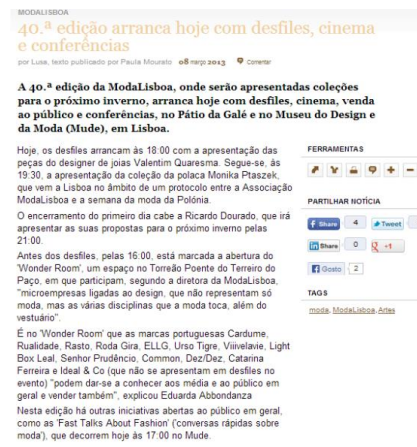 MODALISBOA
40.ª edição arranca hoje com desfiles, cinema
e conferências
por Lusa, texto publicado por Paula Mourato 08 março 2013 Comentar
A 40.ª edição da ModaLisboa, onde serão apresentadas coleções
para o próximo inverno, arranca hoje com desfiles, cinema, venda
ao público e conferências, no Pátio da Galé e no Museu do Design e
da Moda (Mude), em Lisboa.
Hoje, os desfiles arrancam às 18:00 com a apresentação das
peças do designer de joias Valentim Quaresma. Segue-se, às
19:30, a apresentação da coleção da polaca Monika Ptaszek,
que vem a Lisboa no âmbito de um protocolo entre a Associação
ModaLisboa e a semana da moda da Polónia.
O encerramento do primeiro dia cabe a Ricardo Dourado, que irá
apresentar as suas propostas para o próximo inverno pelas
21:00.
Antes dos desfiles, pelas 16:00, está marcada a abertura do
'Wonder Room', um espaço no Torreão Poente do Terreiro do
Paço, em que participam, segundo a diretora da ModaLisboa,
"microempresas ligadas ao design, que não representam só
moda, mas as várias disciplinas que a moda toca, além do
vestuário".
É no 'Wonder Room' que as marcas portuguesas Cardume,
Rualidade, Rasto, Roda Gira, ELLG, Urso Tigre, Viiivelavie, Light
Box Leal, Senhor Prudêncio, Common, Dez/Dez, Catarina
Ferreira e Ideal & Co (que não se apresentam em desfiles no
evento) "podem dar-se a conhecer aos média e ao público em
geral e vender também", explicou Eduarda Abbondanza
Nesta edição há outras iniciativas abertas ao público em geral,
como as 'Fast Talks About Fashion' ('conversas rápidas sobre
moda'), que decorrem hoje às 17:00 no Mude.
FERRAMENTAS
PARTILHAR NOTÍCIA
Share 4 Tweet
Share 0 +1
Gosto 2
TAGS
moda, ModaLisboa, Artes